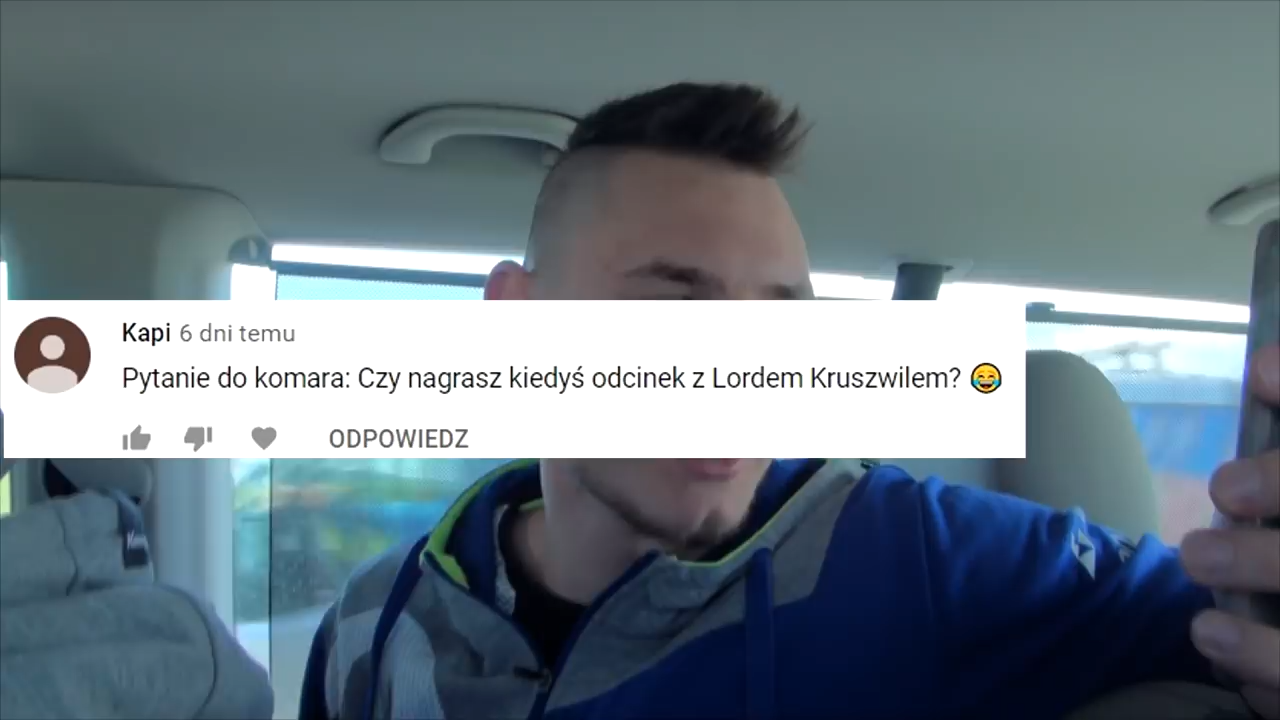 Kapi 6 dni temu
Pytanie do komara: Czy nagrasz kiedyś odcinek z Lordem Kruszwilem? 😂
ODPOWIEDZ